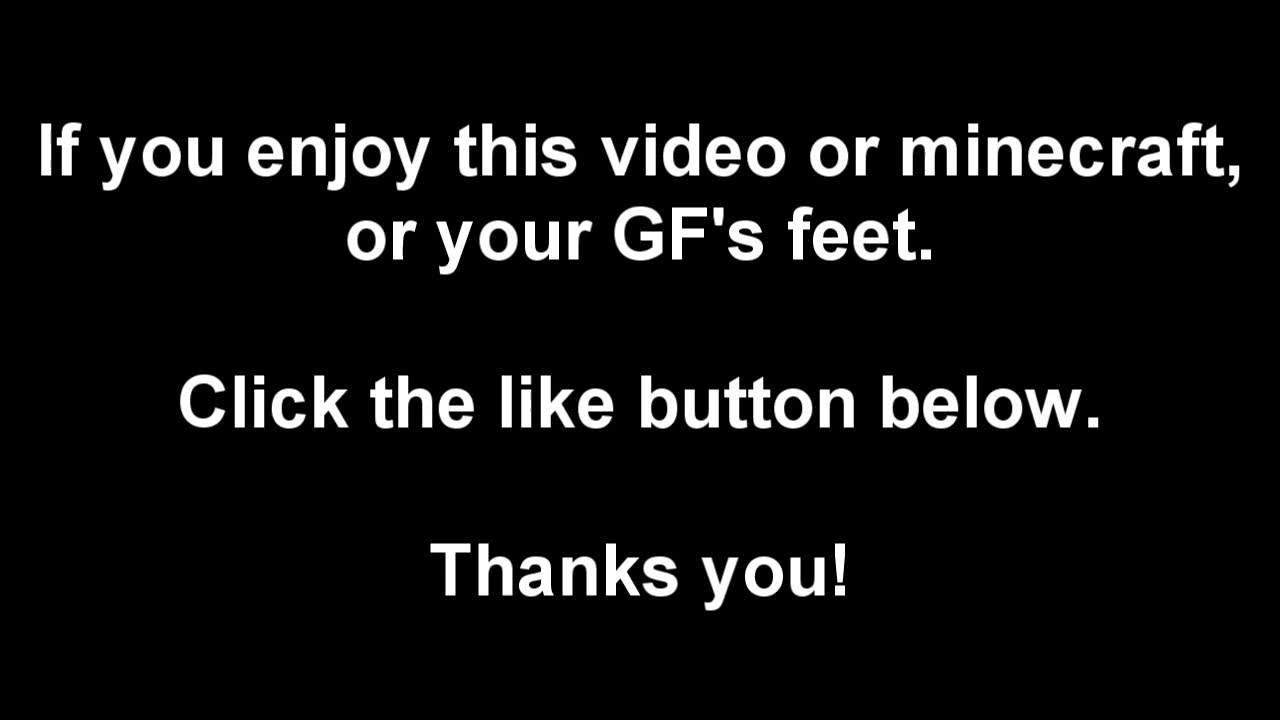 If you enjoy this video or minecraft,
or your GF's feet.
Click the like button below.
Thanks you!